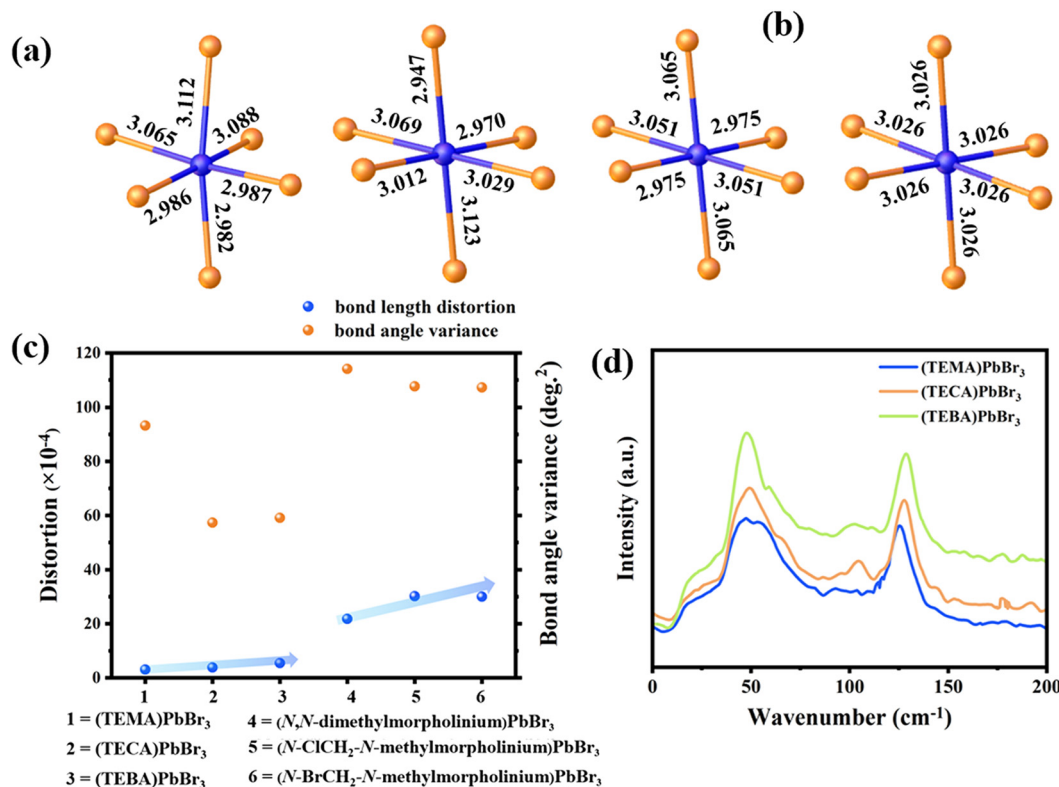 (a)
(b)
3.112
3.065
3.088
2.986
2.987
2.982
2.947
3.069
2.970
3.012
3.029
3.123
3.065
3.051
2.975
2.975
3.051
3.065
3.026
3.026
3.026
3.026
3.026
3.026
bond length distortion
bond angle variance
(c)
120
100
80
60
40
20
0
Distortion (×10⁻⁴)
Bond angle variance (deg.²)
1 2 3 4 5 6
1 = (TEMA)PbBr₃
2 = (TECA)PbBr₃
3 = (TEBA)PbBr₃
4 = (N,N-dimethylmorpholinium)PbBr₃
5 = (N-ClCH₂-N-methylmorpholinium)PbBr₃
6 = (N-BrCH₂-N-methylmorpholinium)PbBr₃
(d)
(TEMA)PbBr₃
(TECA)PbBr₃
(TEBA)PbBr₃
Intensity (a.u.)
0 50 100 150 200
Wavenumber (cm⁻¹)